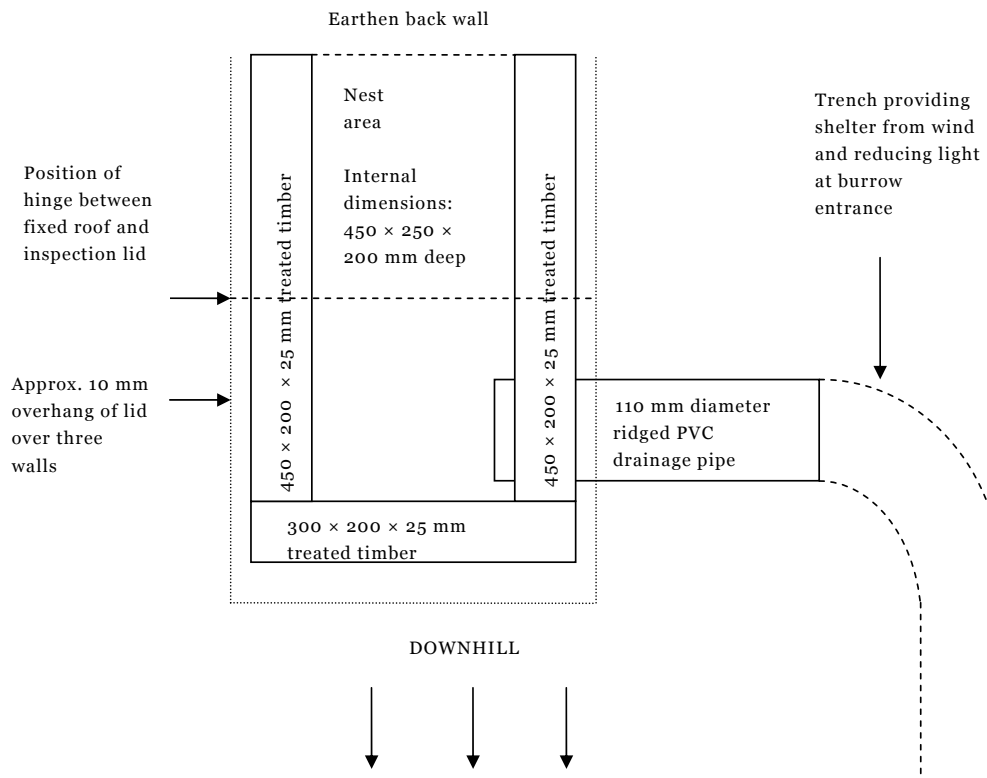 Earthen back wall
Nest
area
Internal
dimensions:
450 × 250 ×
200 mm deep
Trench providing
shelter from wind
and reducing light
at burrow
entrance
Position of
hinge between
fixed roof and
inspection lid
Approx. 10 mm
overhang of lid
over three
walls
450 × 200 × 25 mm treated timber
450 × 200 × 25 mm treated timber
110 mm diameter
ridged PVC
drainage pipe
300 × 200 × 25 mm
treated timber
DOWNHILL